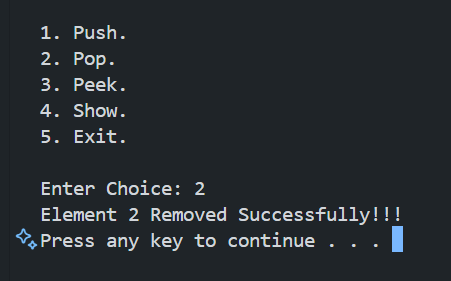 1. Push.
2. Pop.
3. Peek.
4. Show.
5. Exit.
Enter Choice: 2
Element 2 Removed Successfully!!!
Press any key to continue . . .